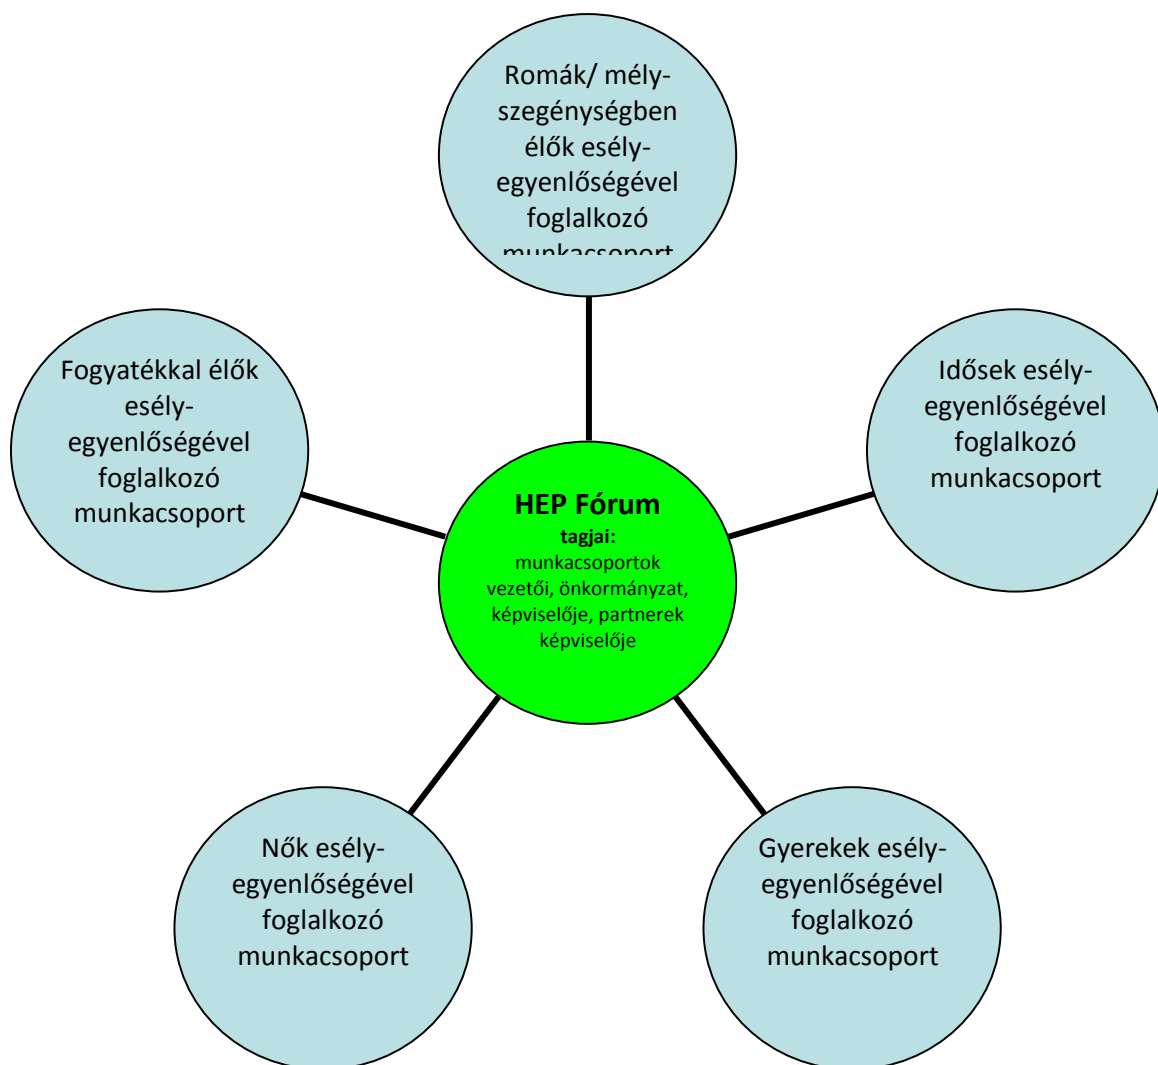 Romák/ mély-
szegénységben
élők esély-
egyenlőségével
foglalkozó
munkacsoport
Fogyatékkal élők
esély-
egyenlőségével
foglalkozó
munkacsoport
Idősek esély-
egyenlőségével
foglalkozó
munkacsoport
HEP Fórum
tagjai:
munkacsoportok
vezetői, önkormányzat,
képviselője, partnerek
képviselője
Nők esély-
egyenlőségével
foglalkozó
munkacsoport
Gyerekek esély-
egyenlőségével
foglalkozó
munkacsoport